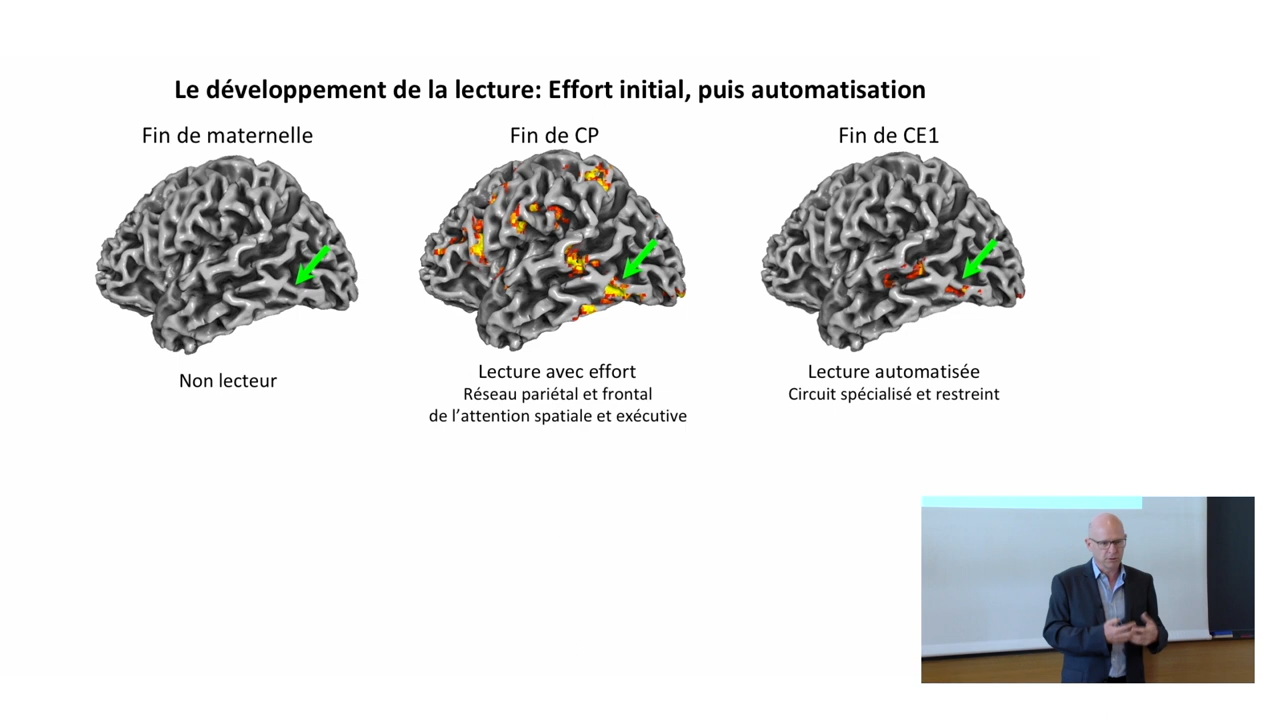 Le développement de la lecture: Effort initial, puis automatisation
Fin de maternelle
Fin de CP
Fin de CE1
Non lecteur
Lecture avec effort
Réseau pariétal et frontal
de l’attention spatiale et exécutive
Lecture automatisée
Circuit spécialisé et restreint